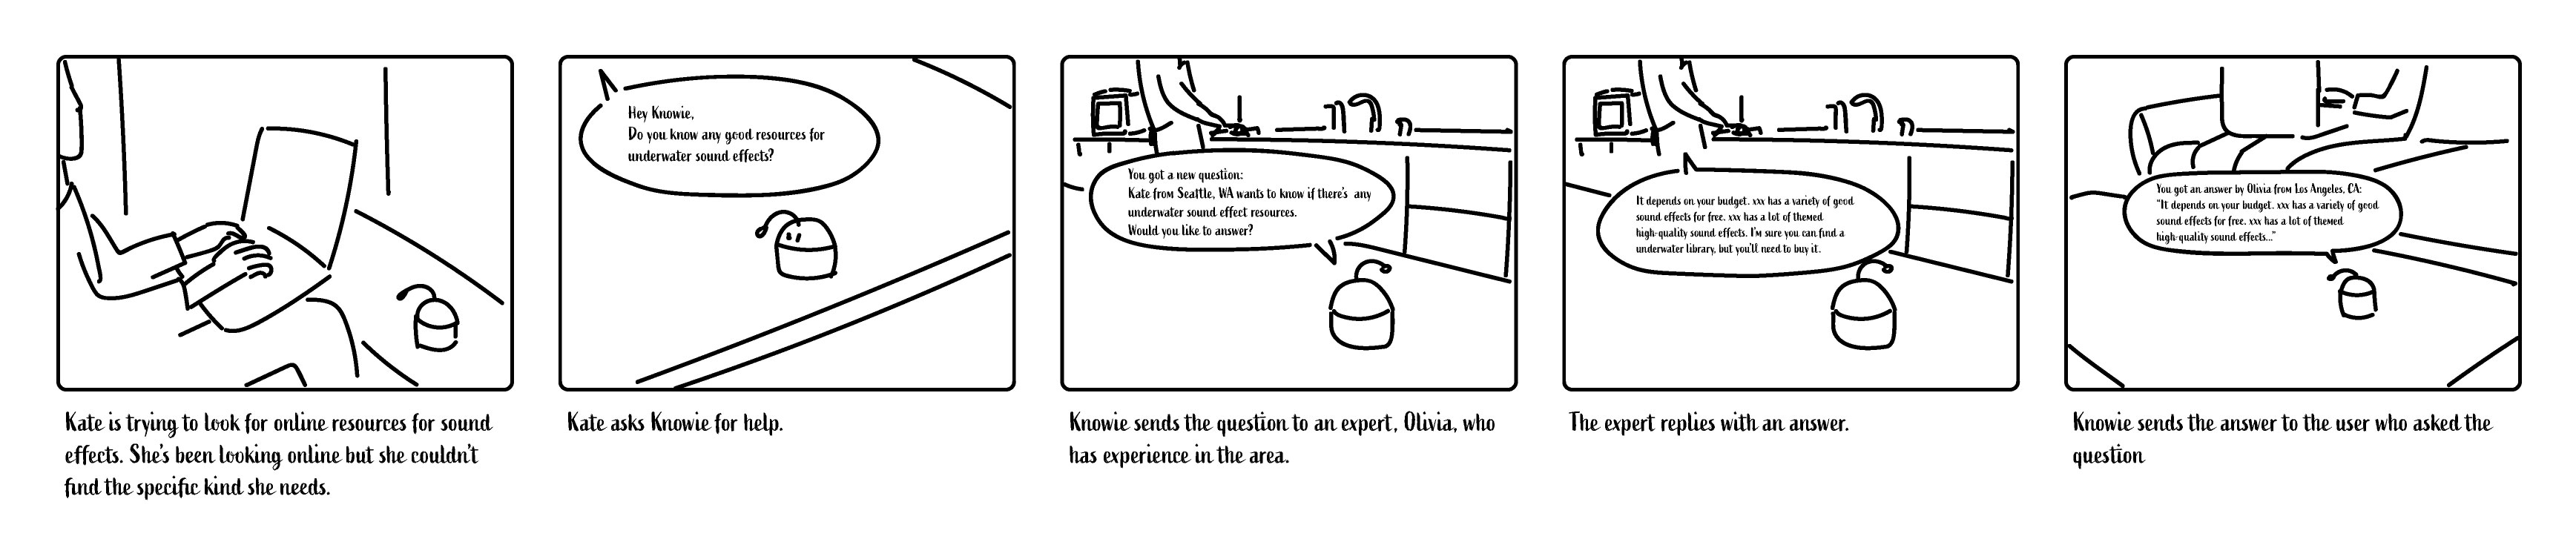 Hey Knowie,
Do you know any good resources for
underwater sound effects?
You got a new question:
Kate from Seattle, WA wants to know if there's any
underwater sound effect resources.
Would you like to answer?
It depends on your budget. xxx has a variety of good
sound effects for free. xxx has a lot of themed
high-quality sound effects. I'm sure you can find a
underwater library, but you'll need to buy it.
You got an answer by Olivia from Los Angeles, CA:
"It depends on your budget. xxx has a variety of good
sound effects for free. xxx has a lot of themed
high-quality sound effects..."
Kate is trying to look for online resources for sound
effects. She's been looking online but she couldn't
find the specific kind she needs.
Kate asks Knowie for help.
Knowie sends the question to an expert, Olivia, who
has experience in the area.
The expert replies with an answer.
Knowie sends the answer to the user who asked the
question